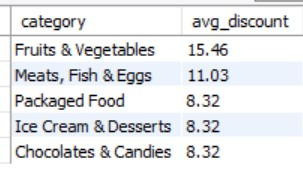 category avg_discount
Fruits & Vegetables 15.46
Meats, Fish & Eggs 11.03
Packaged Food 8.32
Ice Cream & Desserts 8.32
Chocolates & Candies 8.32